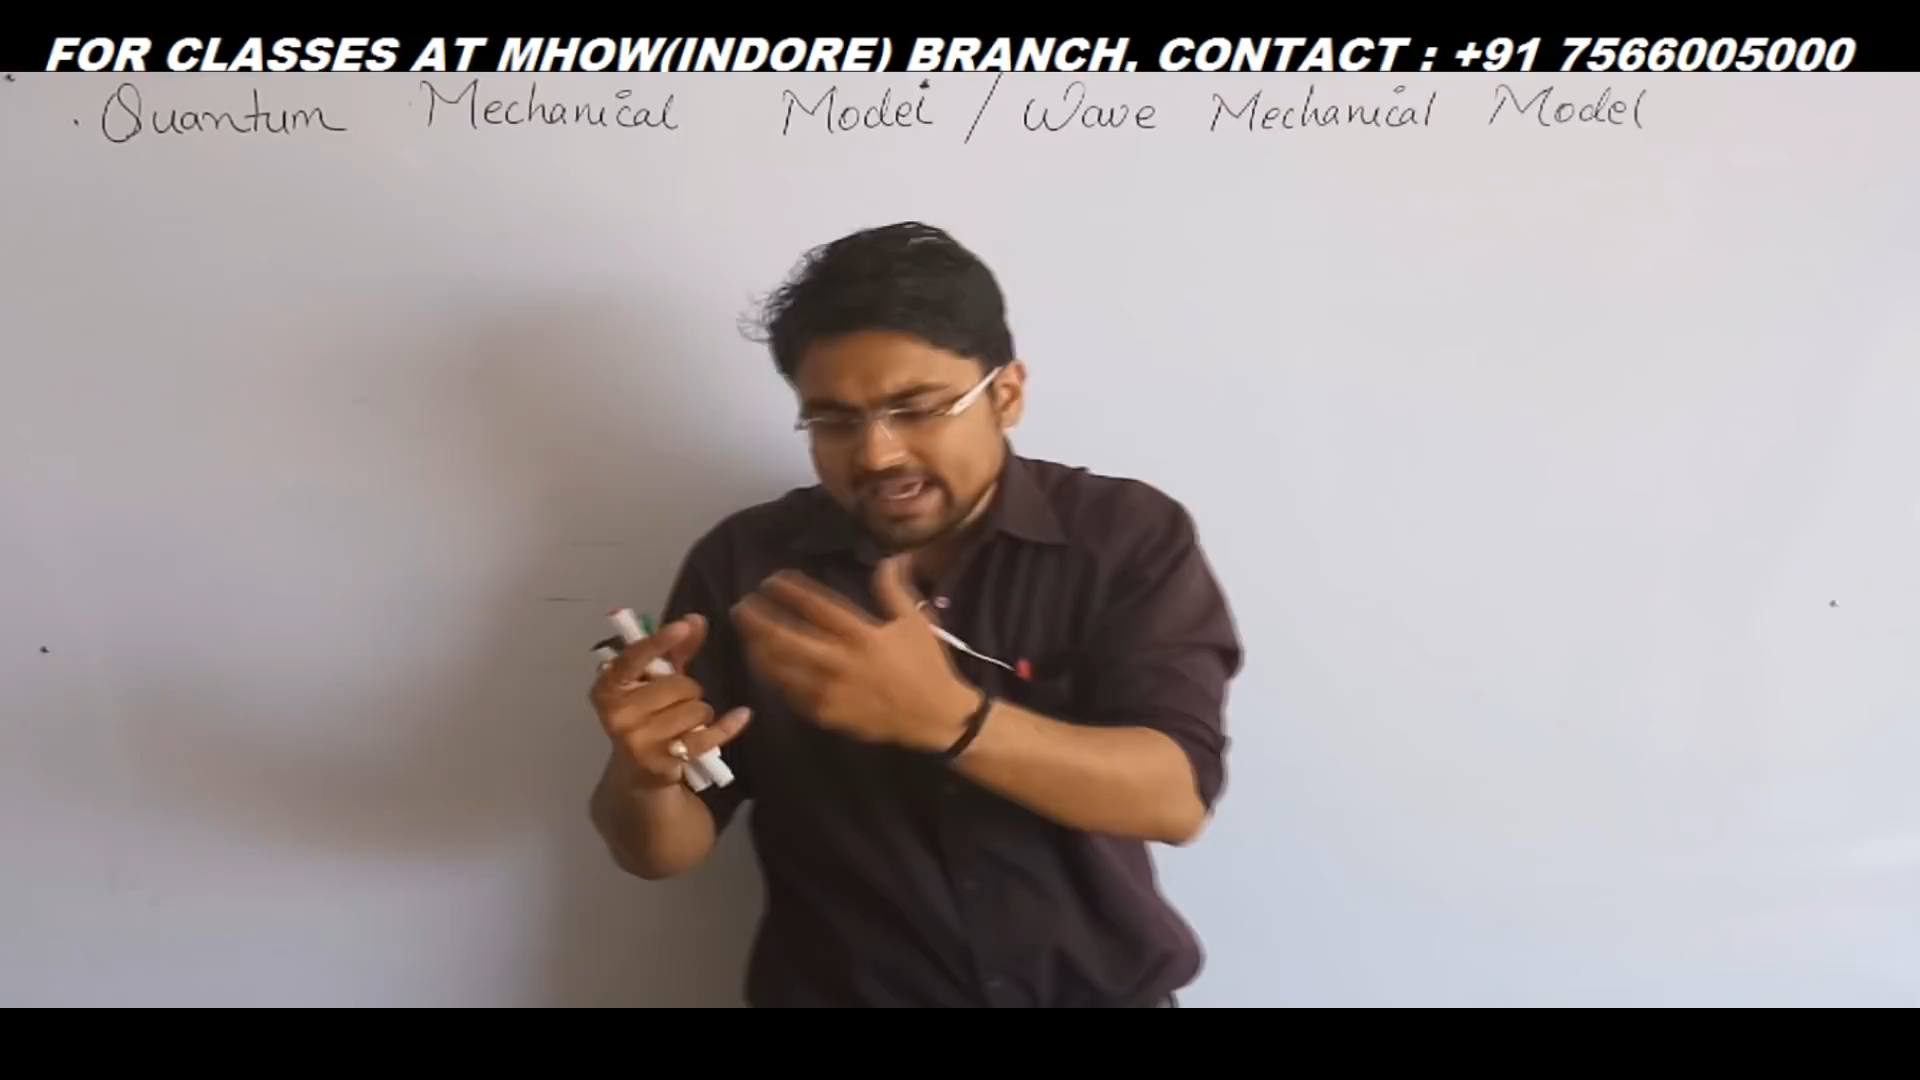 FOR CLASSES AT MHOW(INDORE) BRANCH, CONTACT : +91 7566005000
Quantum Mechanical Model / Wave Mechanical Model